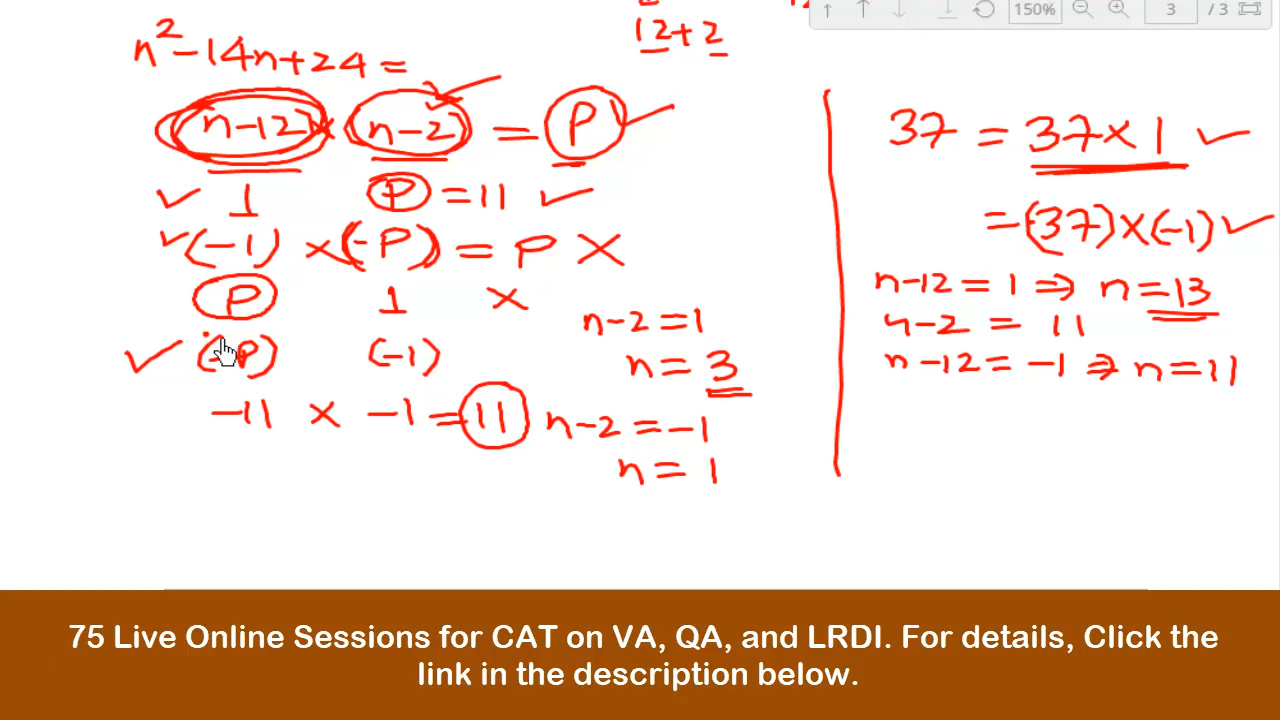 12+2
150%
3 / 3
n²-14n+24=
n-12 × n-2 = P
1 P = 11
(-1) × (-P) = P ×
P 1 ×
(-P) (-1)
-11 × -1 = 11
n-2 = 1
n = 3
n-2 = -1
n = 1
37 = 37×1
= (37)×(-1)
n-12 = 1 ⇒ n = 13
n-2 = 11
n-12 = -1 ⇒ n = 11
75 Live Online Sessions for CAT on VA, QA, and LRDI. For details, Click the
link in the description below.